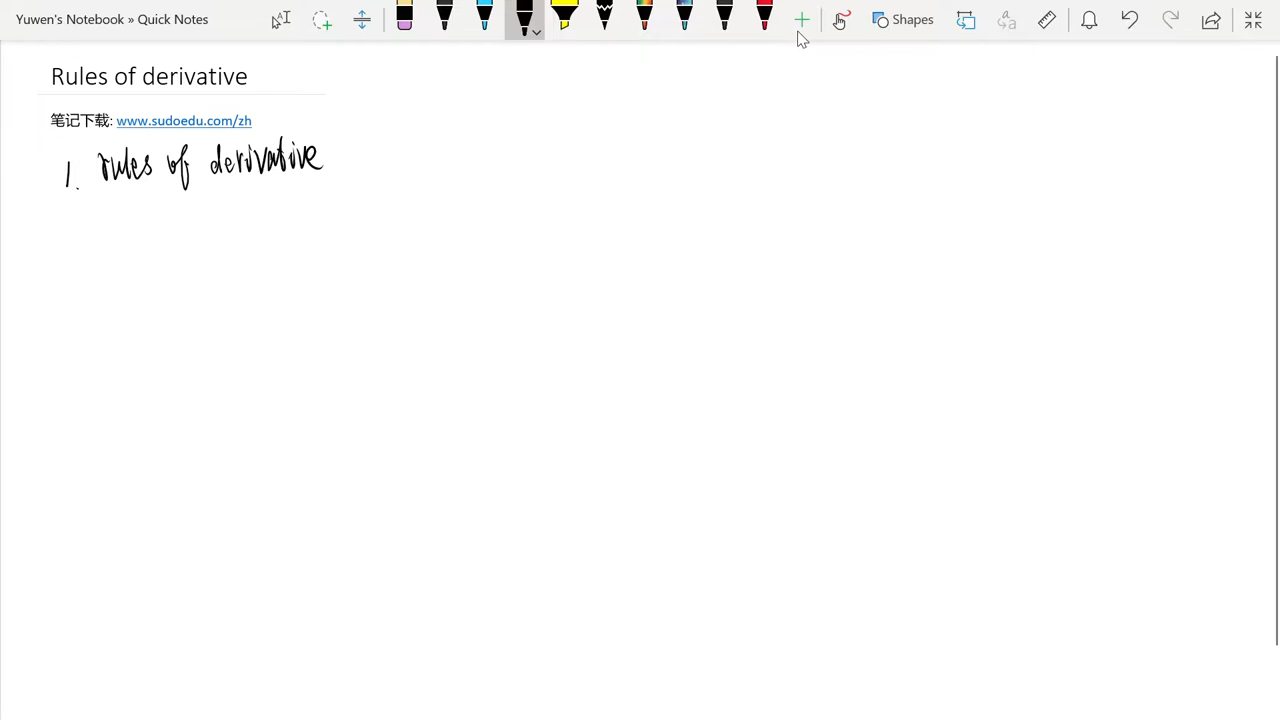 Yuwen's Notebook » Quick Notes
Shapes
Rules of derivative
笔记下载: www.sudoedu.com/zh
1. rules of derivative